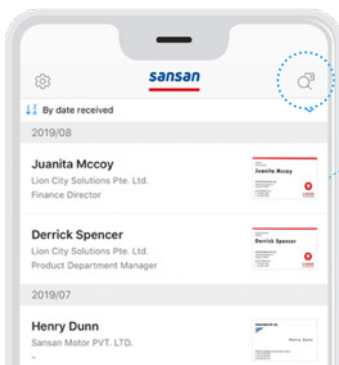 sansan
By date received
2019/08
Juanita Mccoy
Lion City Solutions Pte. Ltd.
Finance Director
Juanita Mccoy
Derrick Spencer
Lion City Solutions Pte. Ltd.
Product Department Manager
Derrick Spencer
2019/07
Henry Dunn
Sansan Motor PVT. LTD.
-
Henry Dunn